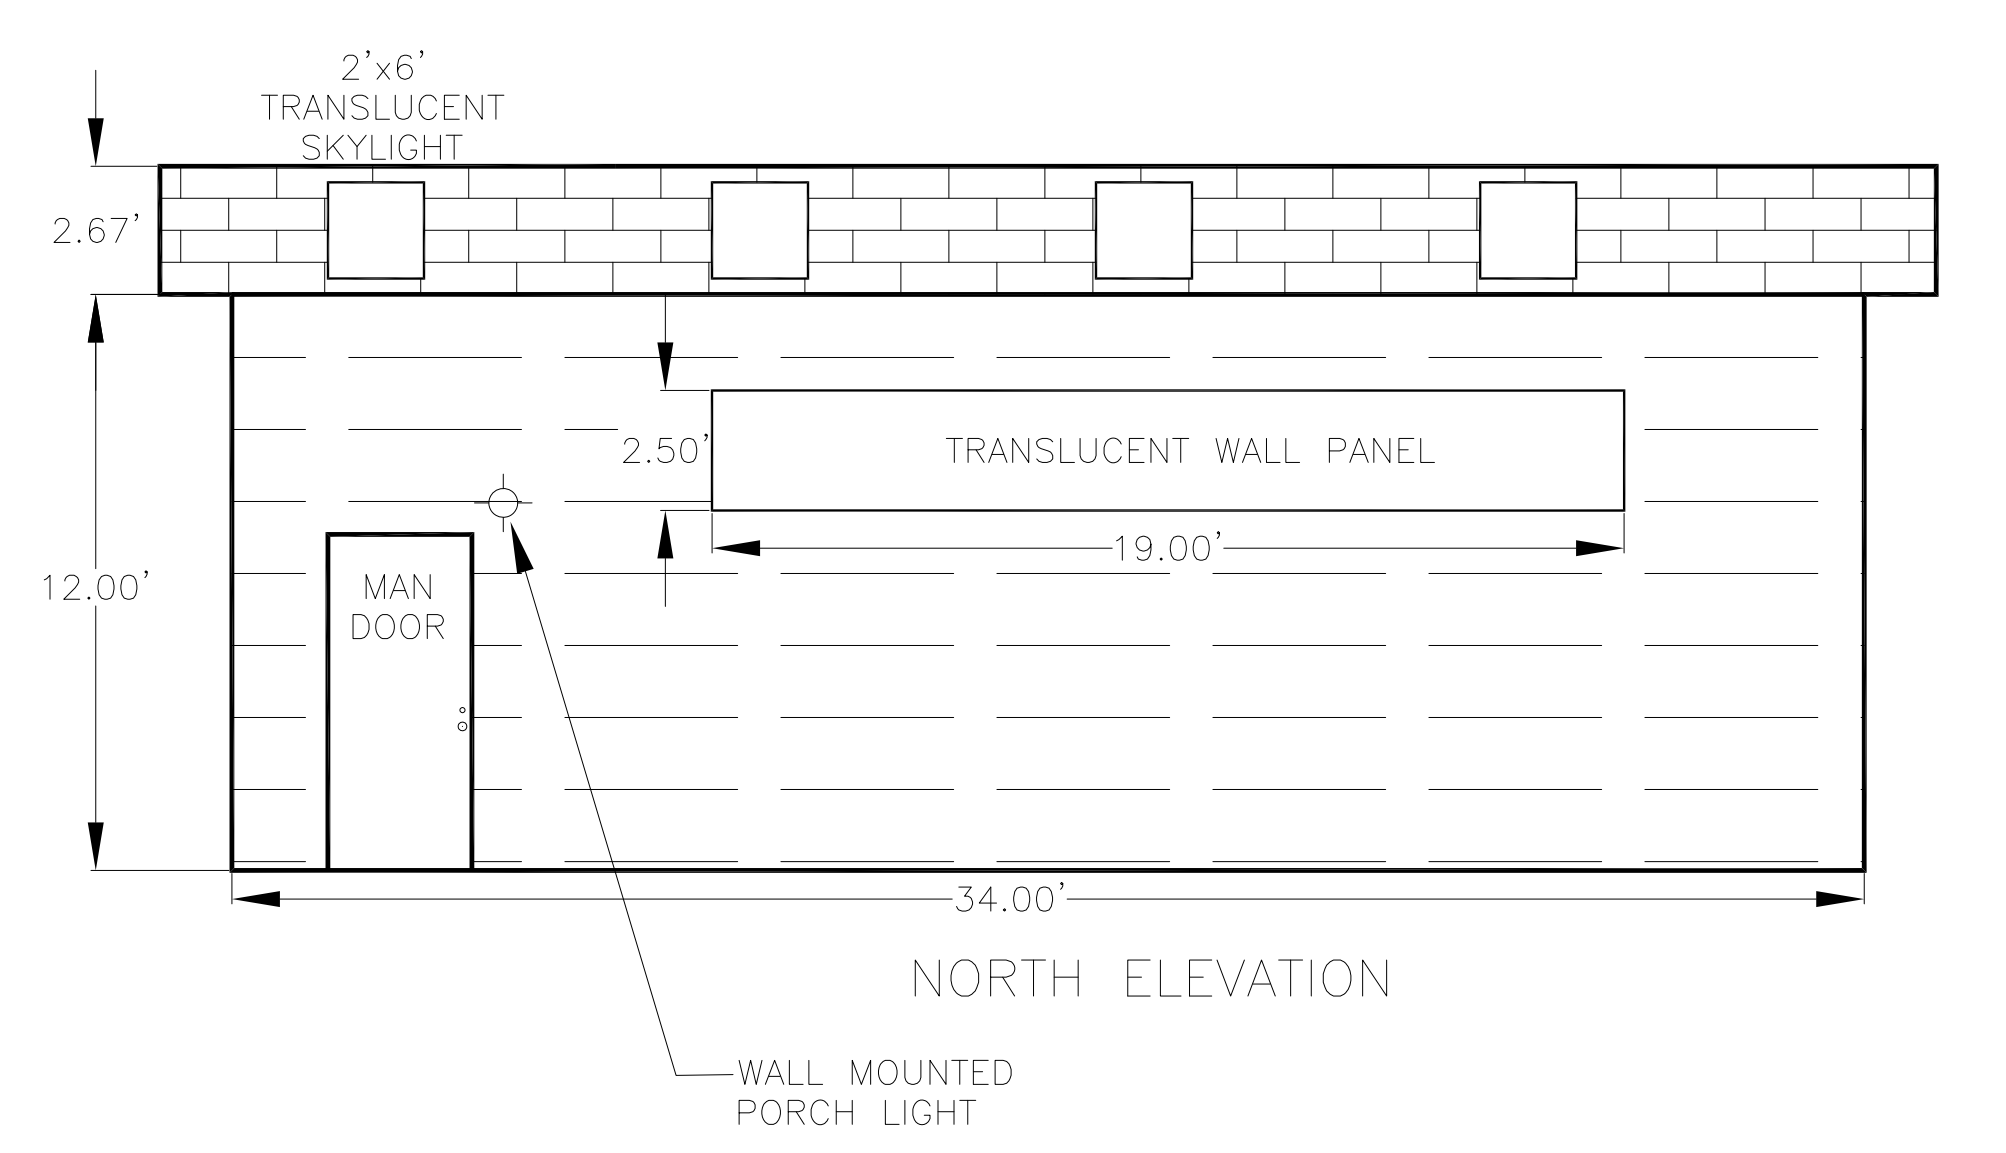 2'x6'
TRANSLUCENT
SKYLIGHT
2.67'
2.50'
TRANSLUCENT WALL PANEL
19.00'
12.00'
MAN
DOOR
34.00'
NORTH ELEVATION
WALL MOUNTED
PORCH LIGHT